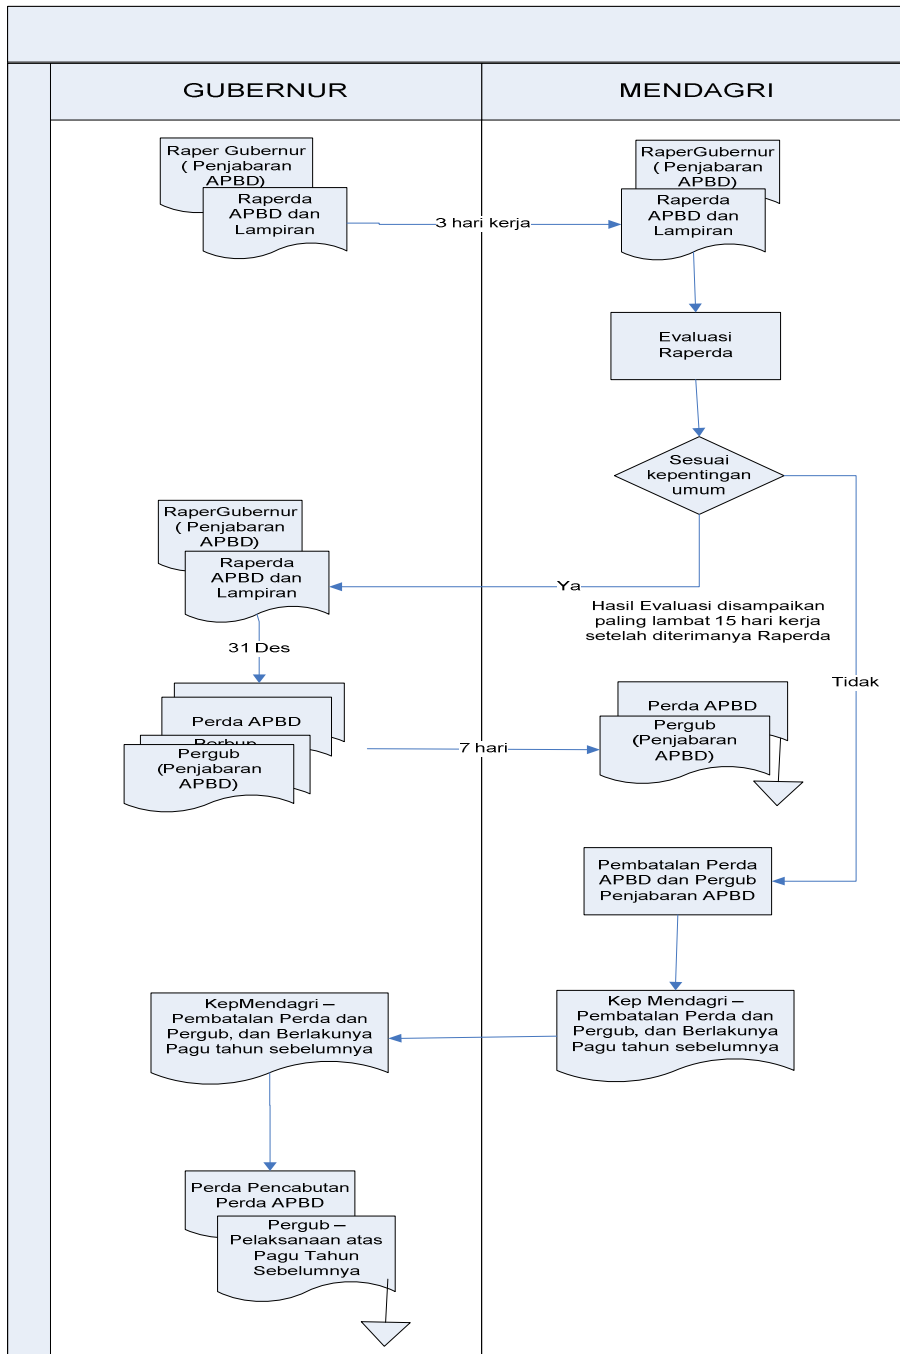 GUBERNUR
MENDAGRI
Raper Gubernur
( Penjabaran
APBD)
Raperda
APBD dan
Lampiran
3 hari kerja
RaperGubernur
( Penjabaran
APBD)
Raperda
APBD dan
Lampiran
Evaluasi
Raperda
Sesuai
kepentingan
umum
RaperGubernur
( Penjabaran
APBD)
Raperda
APBD dan
Lampiran
Ya
Hasil Evaluasi disampaikan
paling lambat 15 hari kerja
setelah diterimanya Raperda
31 Des
Tidak
Perda APBD
Perbup
Pergub
(Penjabaran
APBD)
7 hari
Perda APBD
Pergub
(Penjabaran
APBD)
Pembatalan Perda
APBD dan Pergub
Penjabaran APBD
KepMendagri –
Pembatalan Perda dan
Pergub, dan Berlakunya
Pagu tahun sebelumnya
Kep Mendagri –
Pembatalan Perda dan
Pergub, dan Berlakunya
Pagu tahun sebelumnya
Perda Pencabutan
Perda APBD
Pergub –
Pelaksanaan atas
Pagu Tahun
Sebelumnya